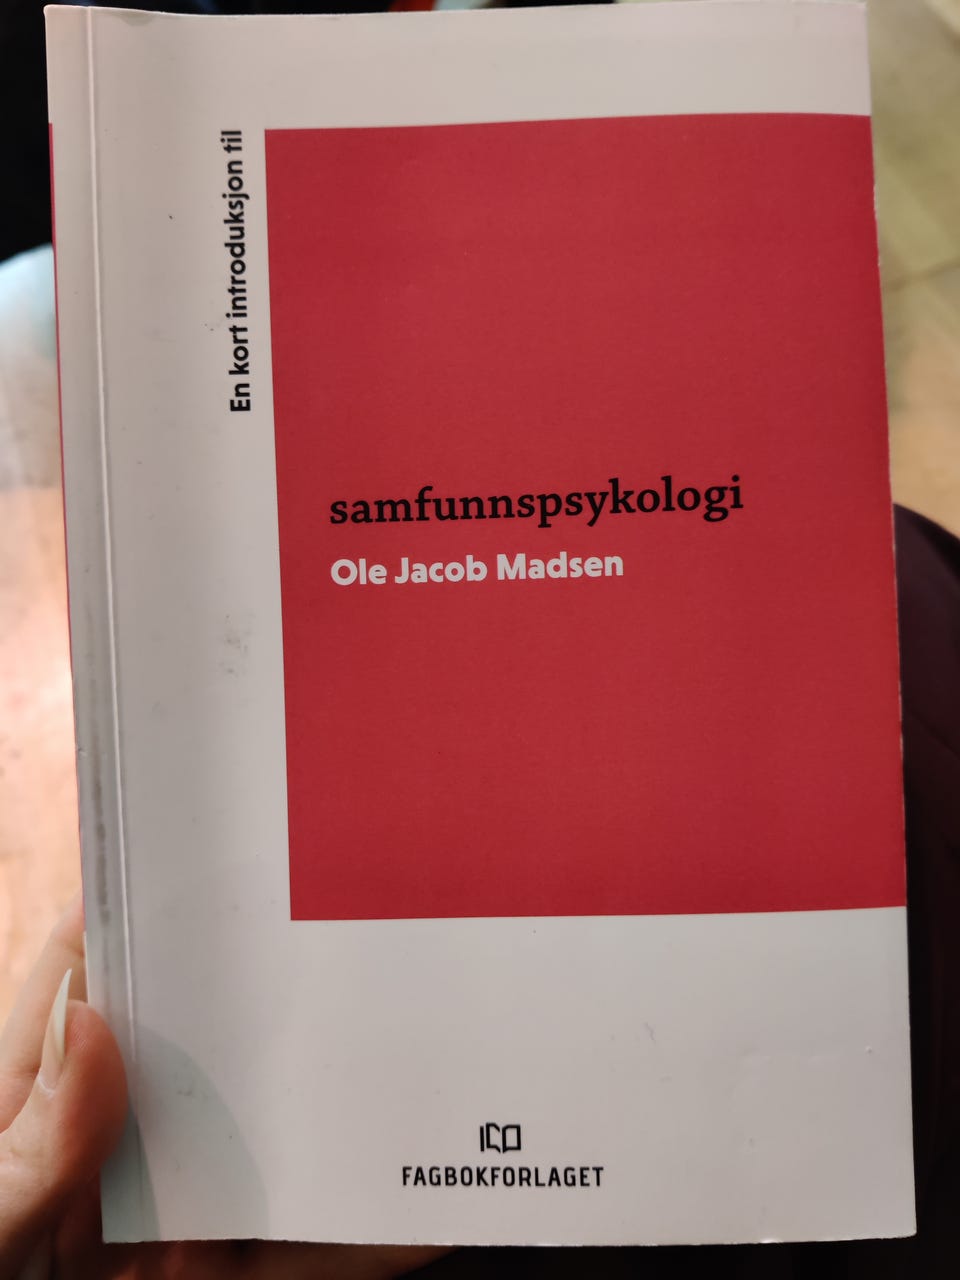 En kort introduksjon til
samfunnspsykologi
Ole Jacob Madsen
FAGBOKFORLAGET